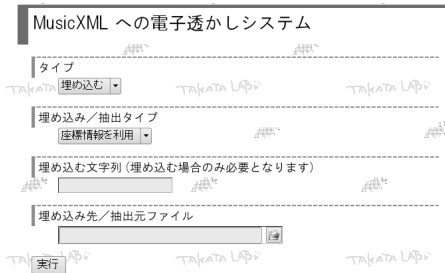 MusicXML への電子透かしシステム
タイプ
埋め込む
埋め込み／抽出タイプ
座標情報を利用
埋め込む文字列(埋め込む場合のみ必要となります)
埋め込み先／抽出元ファイル
実行
TAKATA LAB